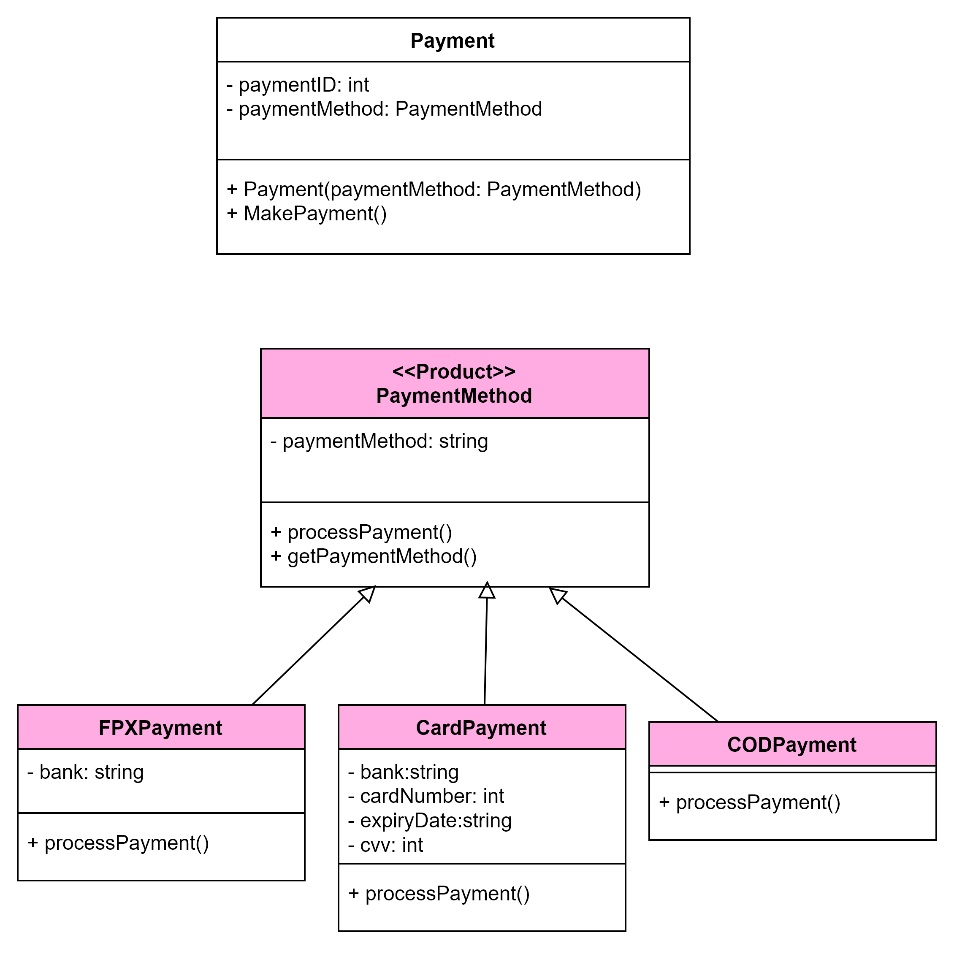 Payment
- paymentID: int
- paymentMethod: PaymentMethod
+ Payment(paymentMethod: PaymentMethod)
+ MakePayment()
<<Product>>
PaymentMethod
- paymentMethod: string
+ processPayment()
+ getPaymentMethod()
FPXPayment
- bank: string
+ processPayment()
CardPayment
- bank:string
- cardNumber: int
- expiryDate:string
- cvv: int
+ processPayment()
CODPayment
+ processPayment()